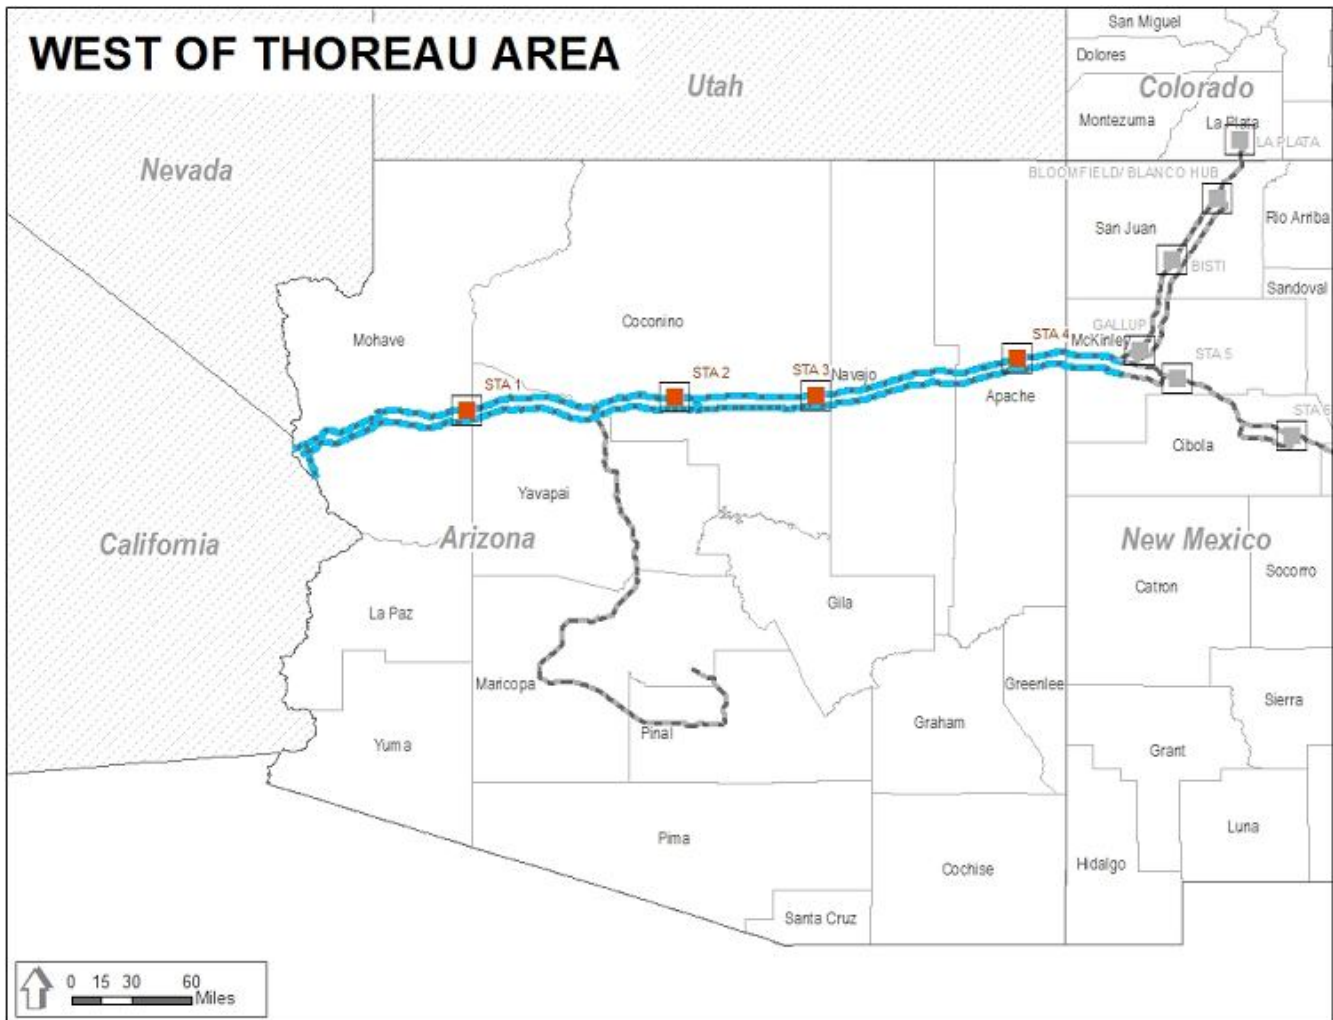 WEST OF THOREAU AREA
San Miguel
Dolores
Utah
Colorado
Montezuma
La Plata
LA PLATA
Nevada
BLOOMFIELD/ BLANCO HUB
Rio Arriba
San Juan
BISTI
Sandoval
Coconino
GALLUP
Mohave
STA 4
McKinley
STA 5
STA 1
STA 2
STA 3
Navajo
Apache
STA 6
Cibola
Yavapai
California
Arizona
New Mexico
Socorro
Catron
Gila
La Paz
Maricopa
Greenlee
Sierra
Graham
Pinal
Yuma
Grant
Luna
Pima
Hidalgo
Cochise
Santa Cruz
0 15 30 60
Miles